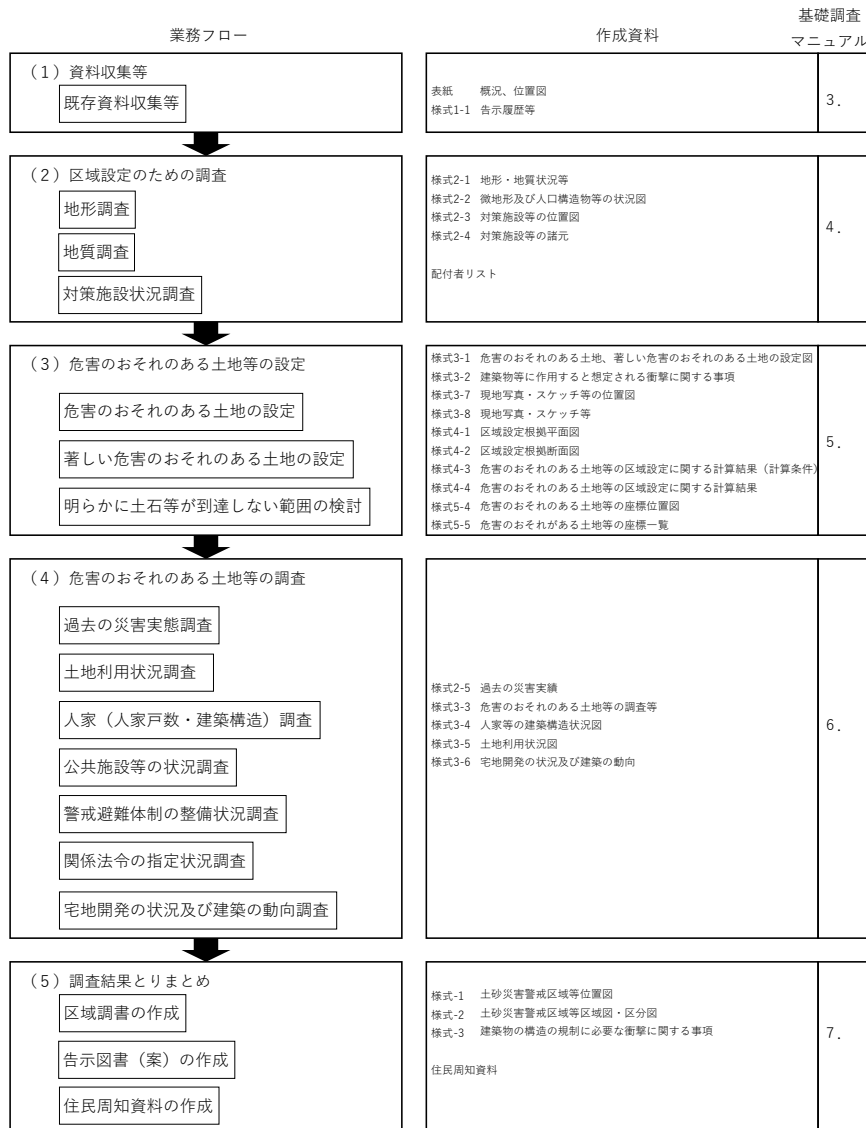 業務フロー
作成資料
基礎調査
マニュアル
（1）資料収集等
既存資料収集等
表紙 概況、位置図
様式1-1 告示履歴等
3．
（2）区域設定のための調査
地形調査
地質調査
対策施設状況調査
様式2-1 地形・地質状況等
様式2-2 微地形及び人口構造物等の状況図
様式2-3 対策施設等の位置図
様式2-4 対策施設等の諸元
配付者リスト
4．
（3）危害のおそれのある土地等の設定
危害のおそれのある土地の設定
著しい危害のおそれのある土地の設定
明らかに土石等が到達しない範囲の検討
様式3-1 危害のおそれのある土地、著しい危害のおそれのある土地の設定図
様式3-2 建築物等に作用すると想定される衝撃に関する事項
様式3-7 現地写真・スケッチ等の位置図
様式3-8 現地写真・スケッチ等
様式4-1 区域設定根拠平面図
様式4-2 区域設定根拠断面図
様式4-3 危害のおそれのある土地等の区域設定に関する計算結果（計算条件）
様式4-4 危害のおそれのある土地等の区域設定に関する計算結果
様式5-4 危害のおそれのある土地等の座標位置図
様式5-5 危害のおそれがある土地等の座標一覧
5．
（4）危害のおそれのある土地等の調査
過去の災害実態調査
土地利用状況調査
人家（人家戸数・建築構造）調査
公共施設等の状況調査
警戒避難体制の整備状況調査
関係法令の指定状況調査
宅地開発の状況及び建築の動向調査
様式2-5 過去の災害実績
様式3-3 危害のおそれのある土地等の調査等
様式3-4 人家等の建築構造状況図
様式3-5 土地利用状況図
様式3-6 宅地開発の状況及び建築の動向
6．
（5）調査結果とりまとめ
区域調書の作成
告示図書（案）の作成
住民周知資料の作成
様式-1 土砂災害警戒区域等位置図
様式-2 土砂災害警戒区域等区域図・区分図
様式-3 建築物の構造の規制に必要な衝撃に関する事項
住民周知資料
7．